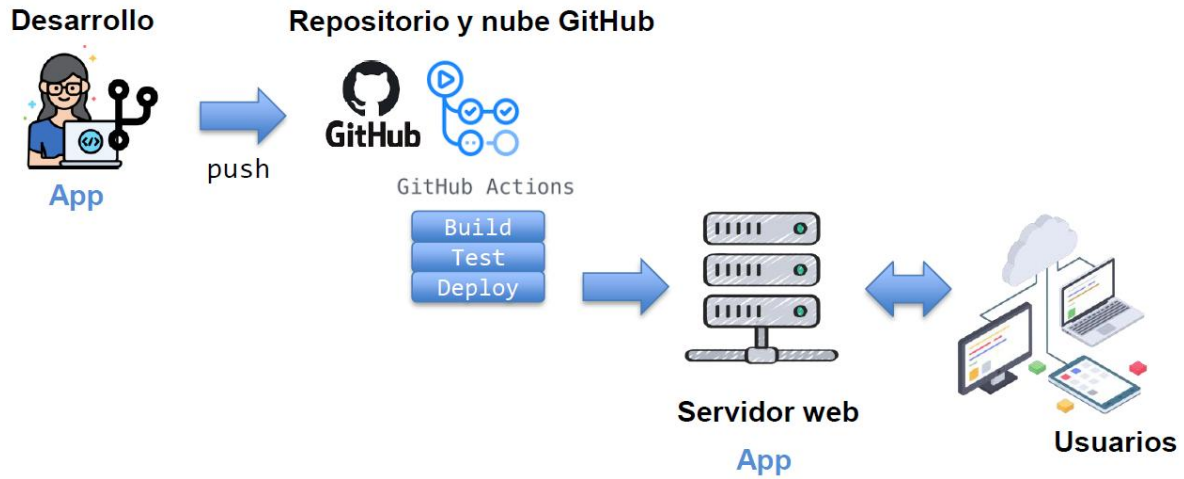 Desarrollo
Repositorio y nube GitHub
GitHub
push
App
GitHub Actions
Build
Test
Deploy
Servidor web
App
Usuarios